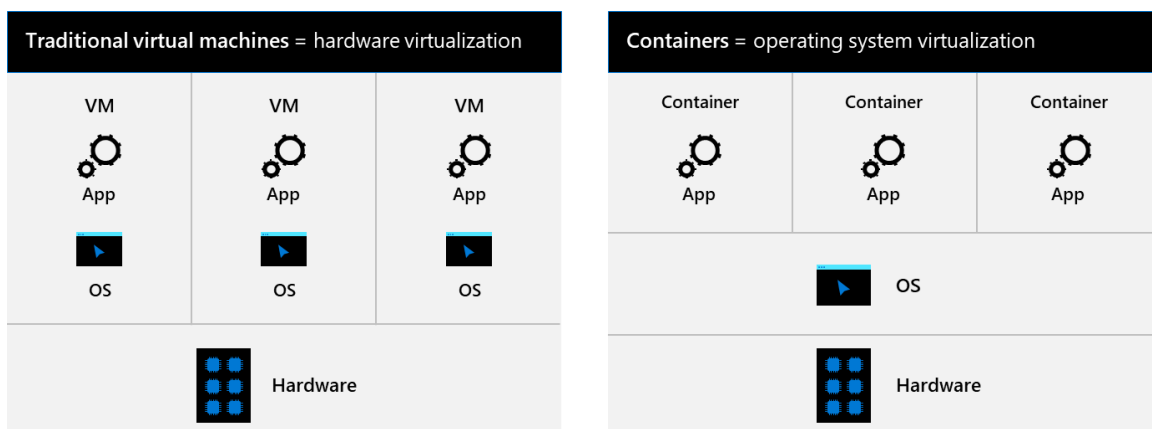 Traditional virtual machines = hardware virtualization
VM VM VM
App App App
OS OS OS
Hardware
Containers = operating system virtualization
Container Container Container
App App App
OS
Hardware